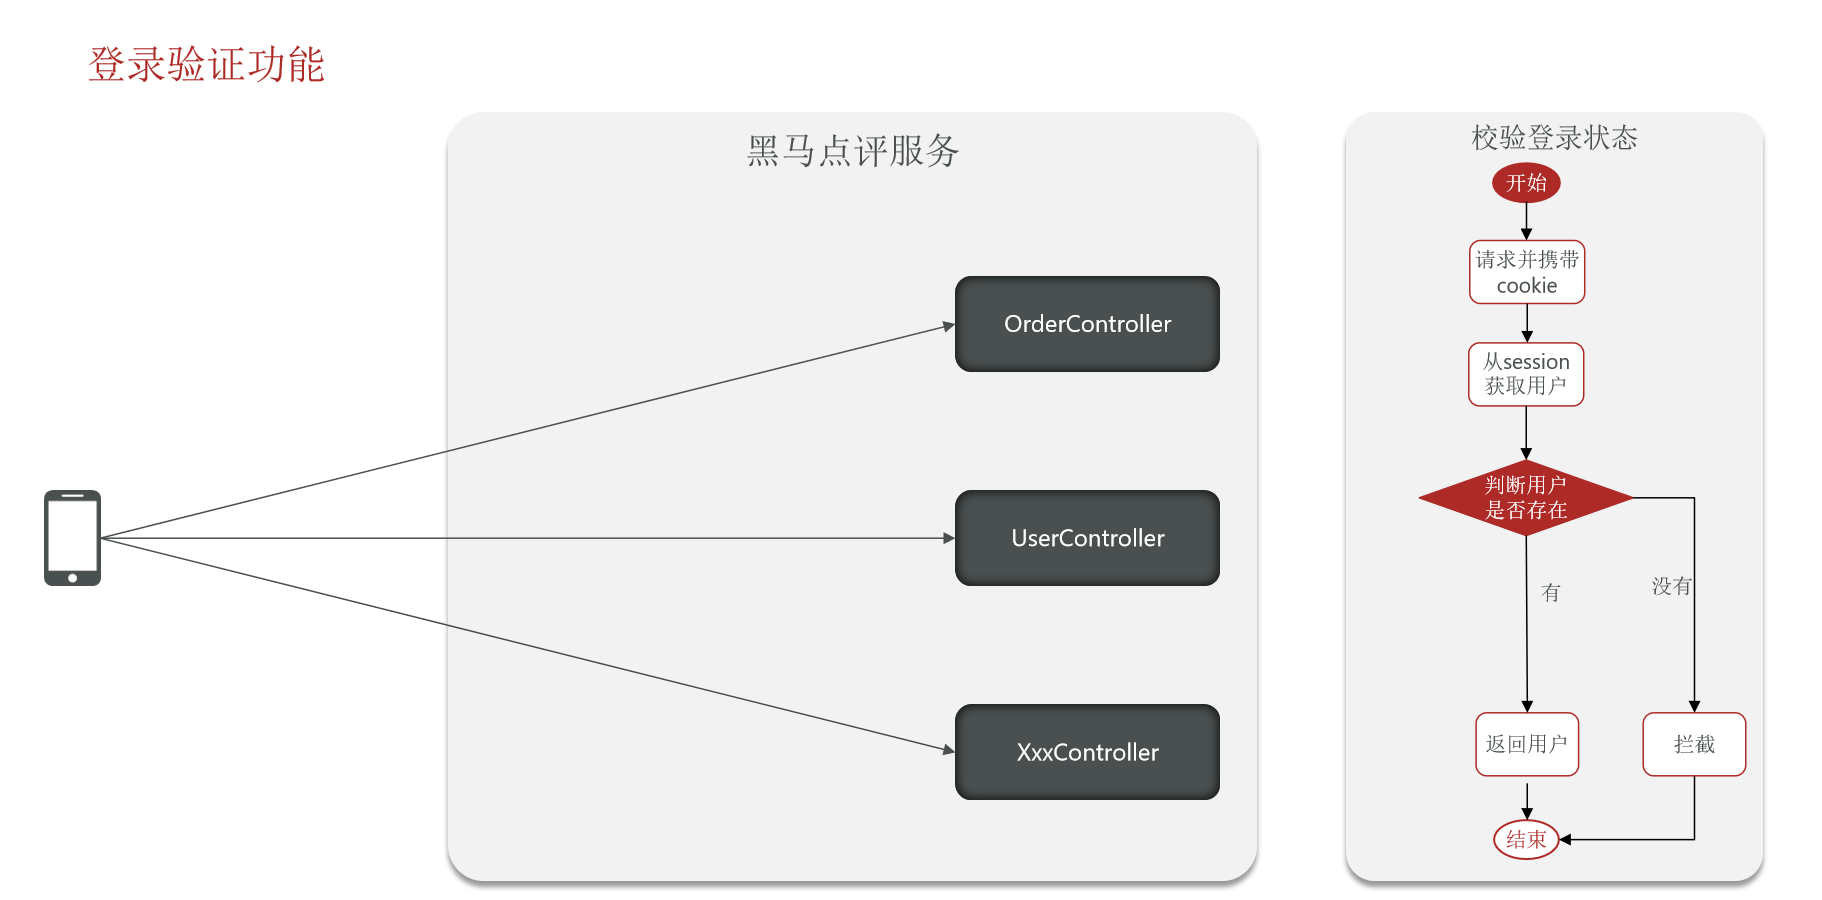 登录验证功能
黑马点评服务
OrderController
UserController
XxxController
校验登录状态
开始
请求并携带
cookie
从session
获取用户
判断用户
是否存在
有
没有
返回用户
拦截
结束